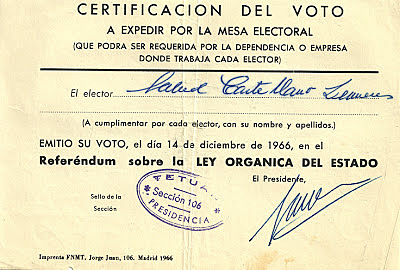 CERTIFICACION DEL VOTO
A EXPEDIR POR LA MESA ELECTORAL
(QUE PODRA SER REQUERIDA POR LA DEPENDENCIA O EMPRESA
DONDE TRABAJA CADA ELECTOR)
El elector Salud Castellano
(A cumplimentar por cada elector, con su nombre y apellidos.)
EMITIO SU VOTO, el día 14 de diciembre de 1966, en el
Referéndum sobre la LEY ORGANICA DEL ESTADO
El Presidente,
TETUAN
Sección 106
PRESIDENCIA
Sello de la
Sección
Imprenta FNMT. Jorge Juan, 106. Madrid 1966